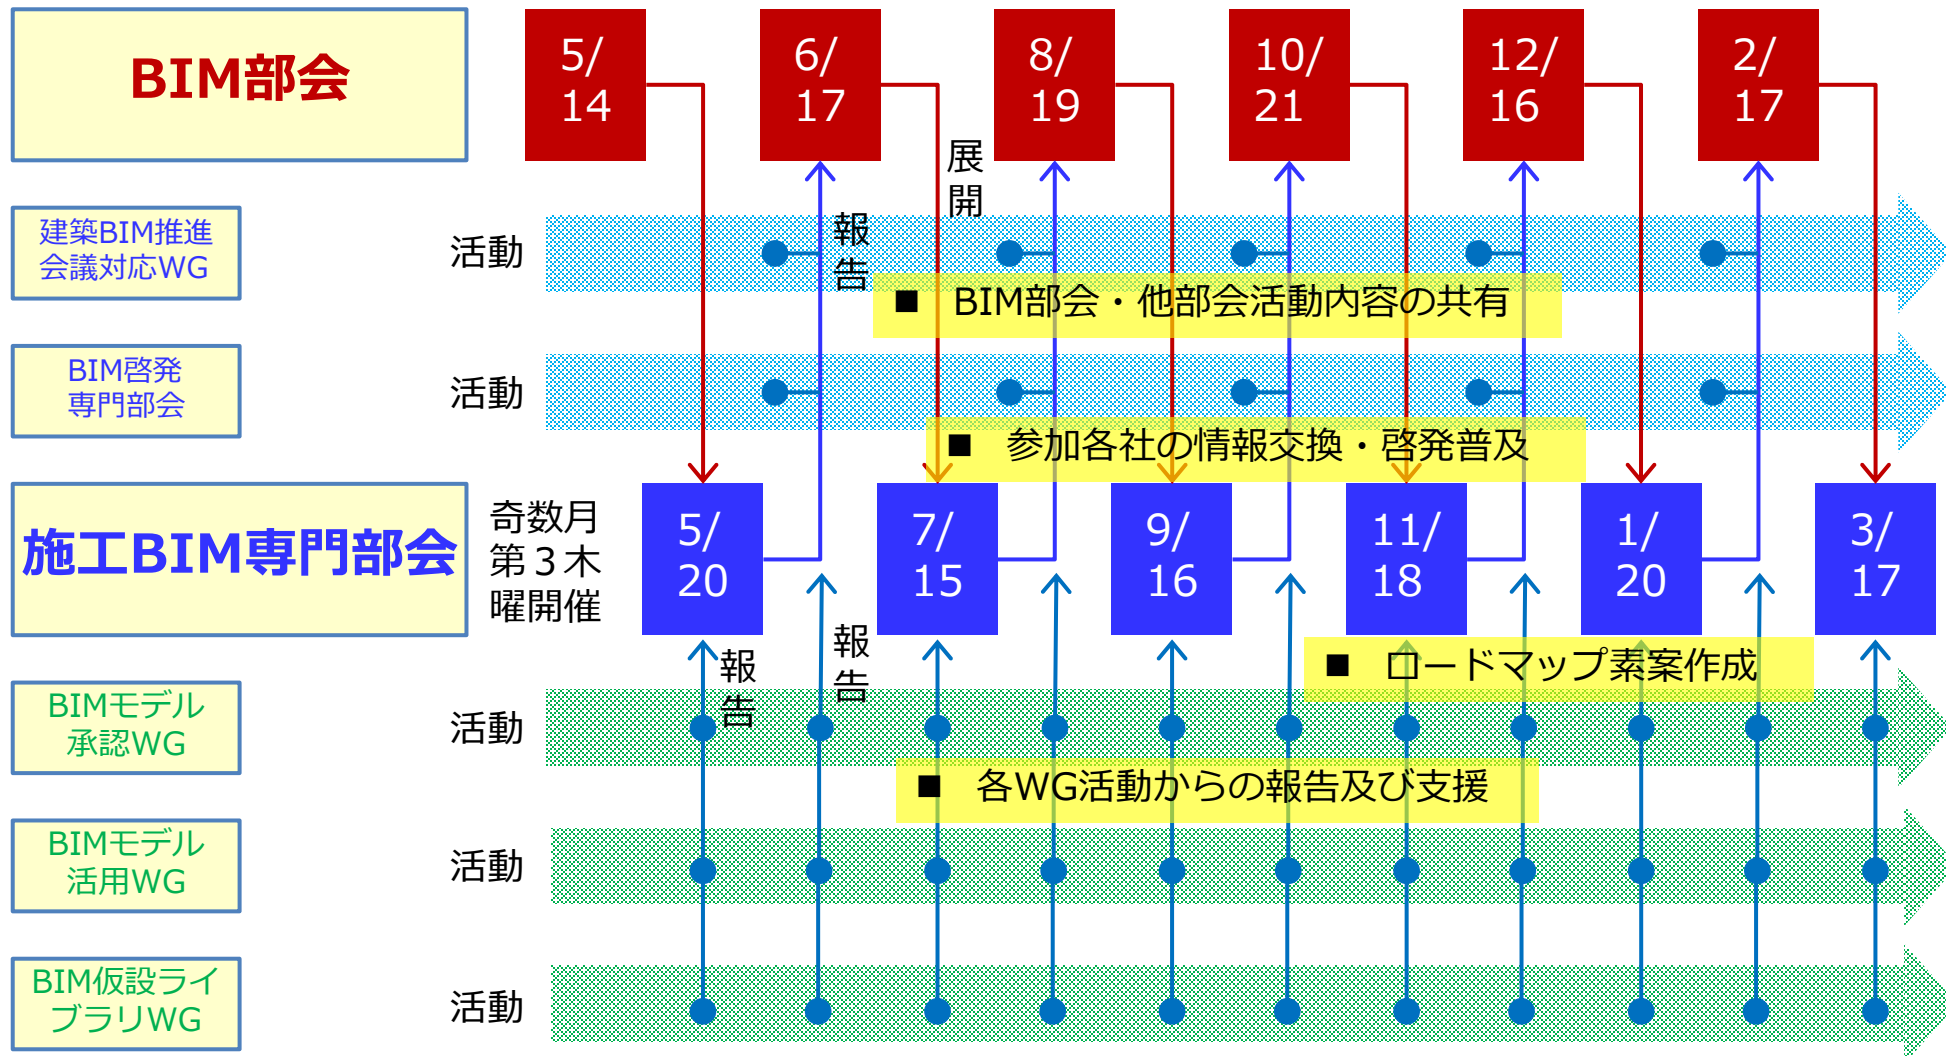 BIM部会
5/
14
6/
17
8/
19
10/
21
12/
16
2/
17
展
開
建築BIM推進
会議対応WG
活動
報
告
■ BIM部会・他部会活動内容の共有
BIM啓発
専門部会
活動
■ 参加各社の情報交換・啓発普及
施工BIM専門部会
奇数月
第３木
曜開催
5/
20
7/
15
9/
16
11/
18
1/
20
3/
17
報
告
報
告
■ ロードマップ素案作成
BIMモデル
承認WG
活動
■ 各WG活動からの報告及び支援
BIMモデル
活用WG
活動
BIM仮設ライ
ブラリWG
活動